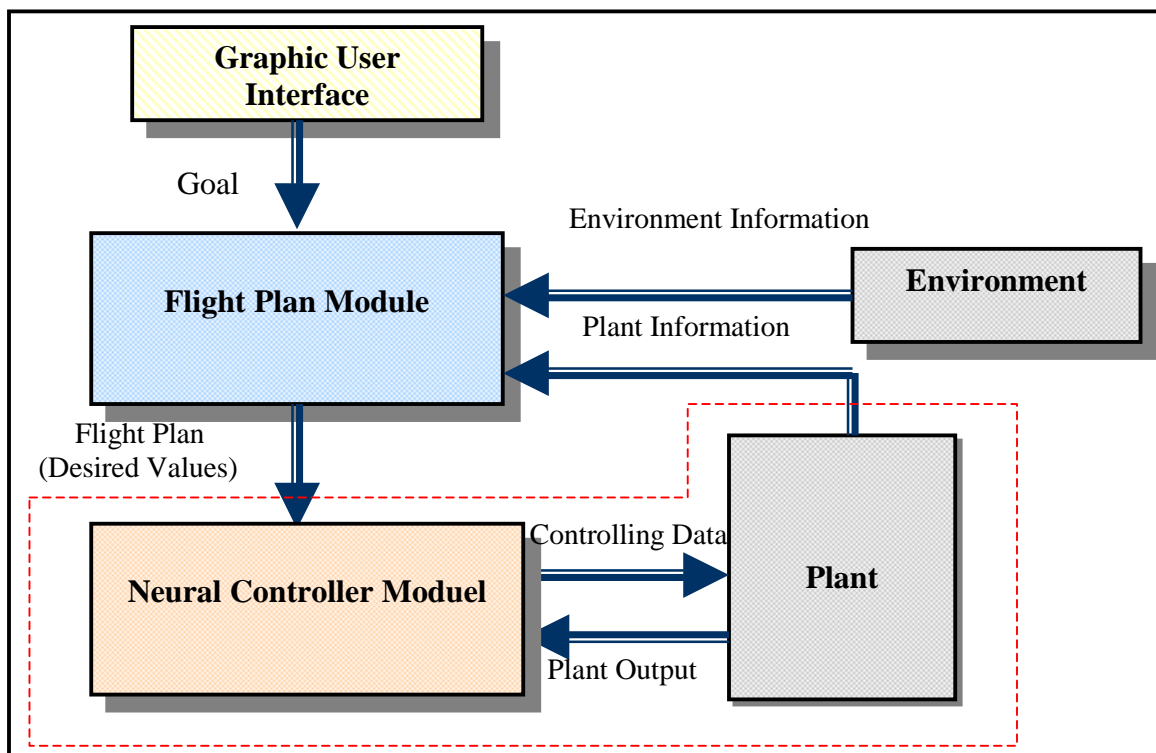 Graphic User
Interface
Goal
Environment Information
Environment
Flight Plan Module
Plant Information
Flight Plan
(Desired Values)
Controlling Data
Neural Controller Moduel
Plant
Plant Output